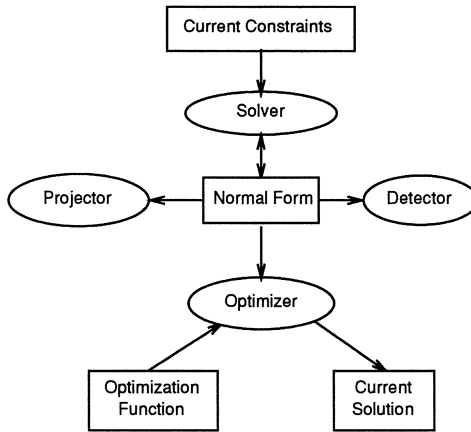 Current Constraints
Solver
Projector
Normal Form
Detector
Optimizer
Optimization
Function
Current
Solution